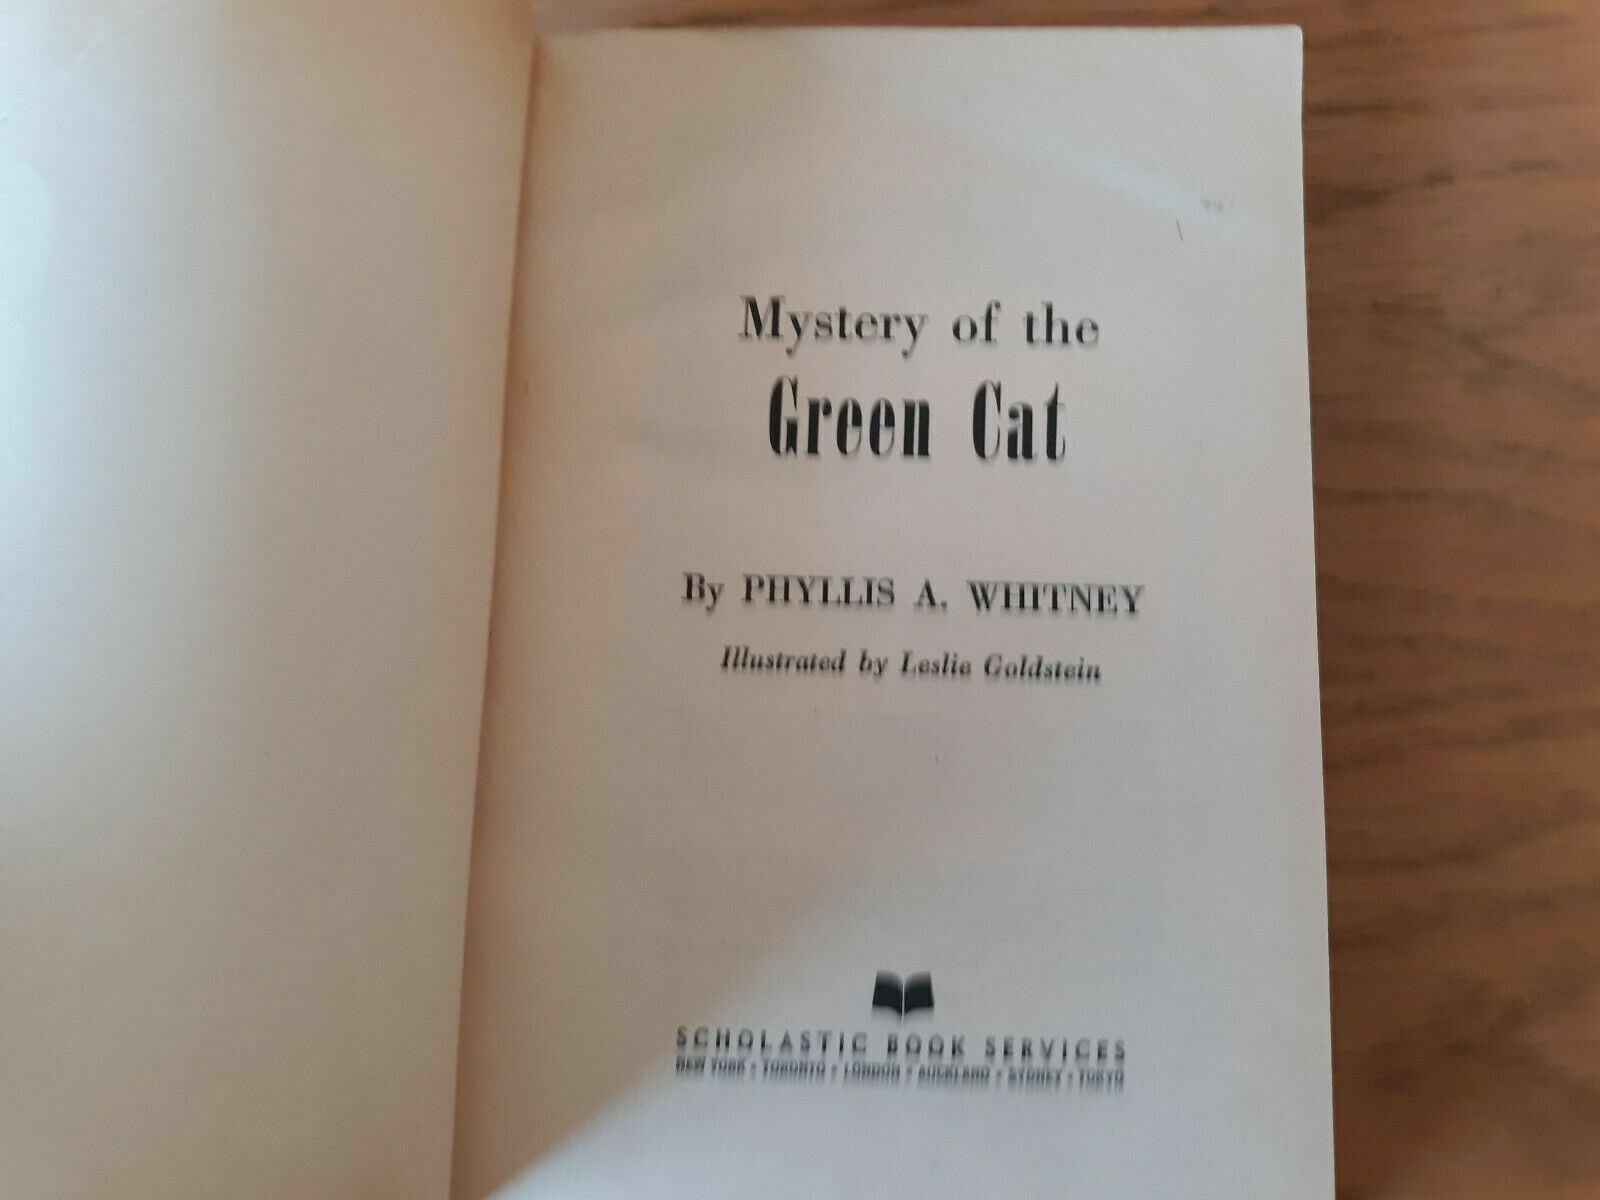 Mystery of the
Green Cat
By PHYLLIS A. WHITNEY
Illustrated by Leslie Goldstein
SCHOLASTIC BOOK SERVICES
NEW YORK • TORONTO • LONDON • AUCKLAND • SYDNEY • TOKYO